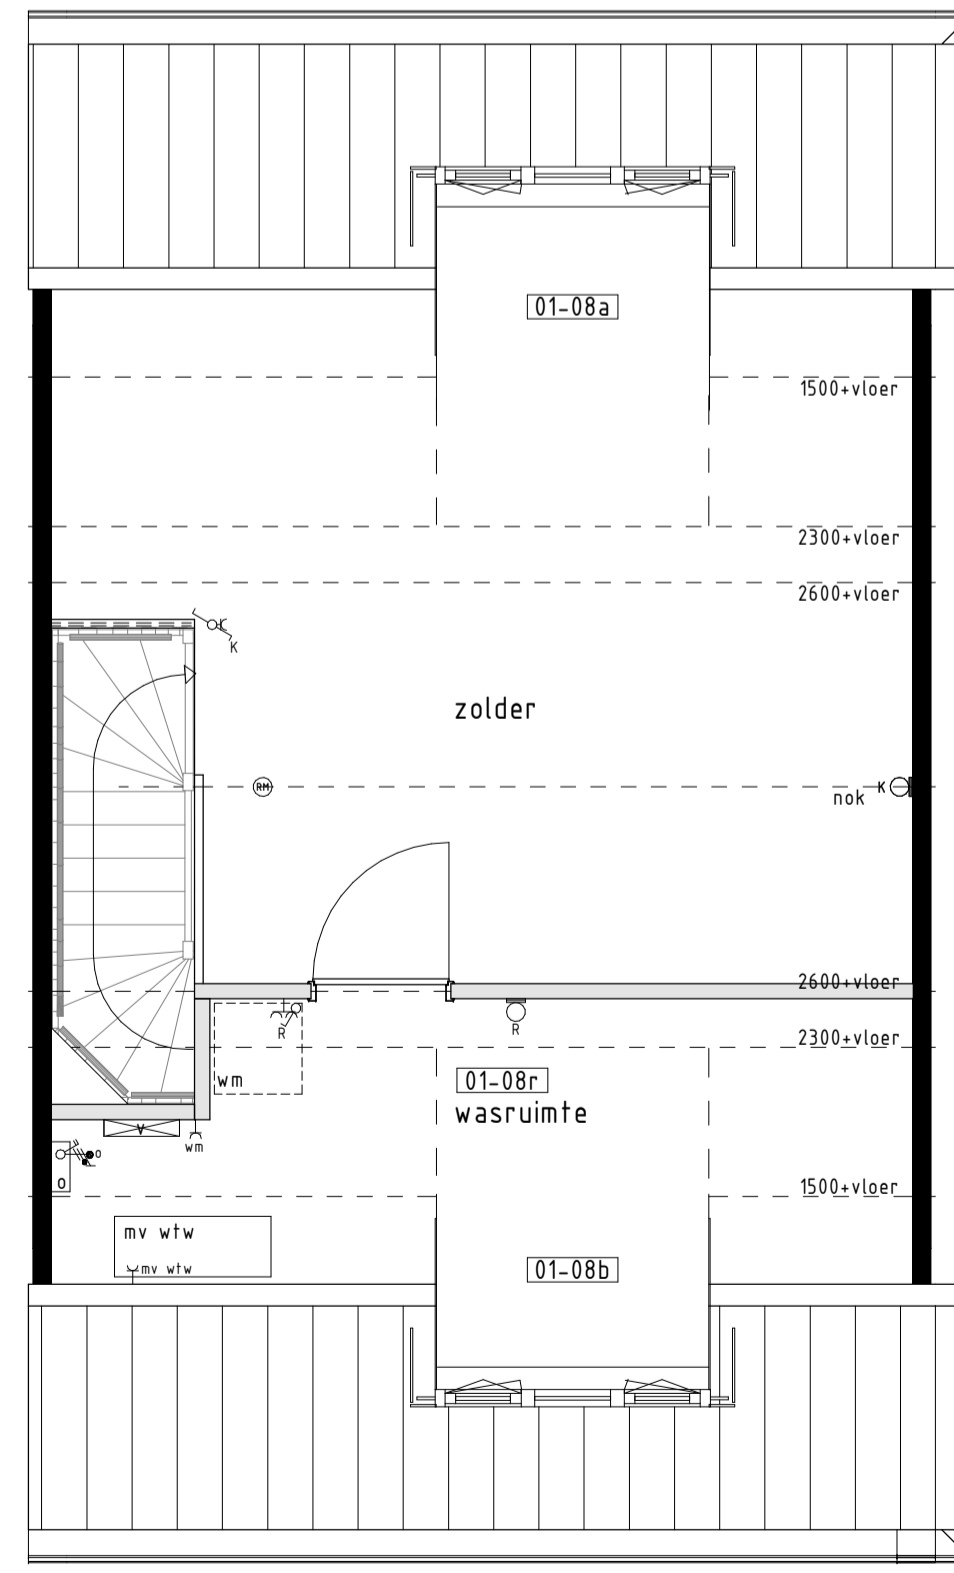 01-08a
1500+vloer
2300+vloer
2600+vloer
K
K
zolder
RM
nok
K
2600+vloer
R
R
2300+vloer
wm
01-08r
wasruimte
V
wm
o
o
1500+vloer
mv wtw
mv wtw
01-08b